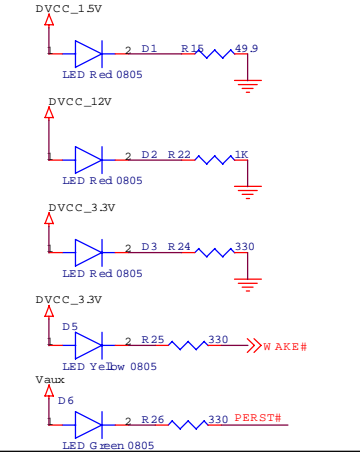 DVCC_1.5V
1 2 D1 R15 49.9
LED Red 0805
DVCC_12V
1 2 D2 R22 1K
LED Red 0805
DVCC_3.3V
1 2 D3 R24 330
LED Red 0805
DVCC_3.3V
D5
1 2 R25 330 WAKE#
LED Yellow 0805
Vaux
D6
1 2 R26 330 PERST#
LED Green 0805